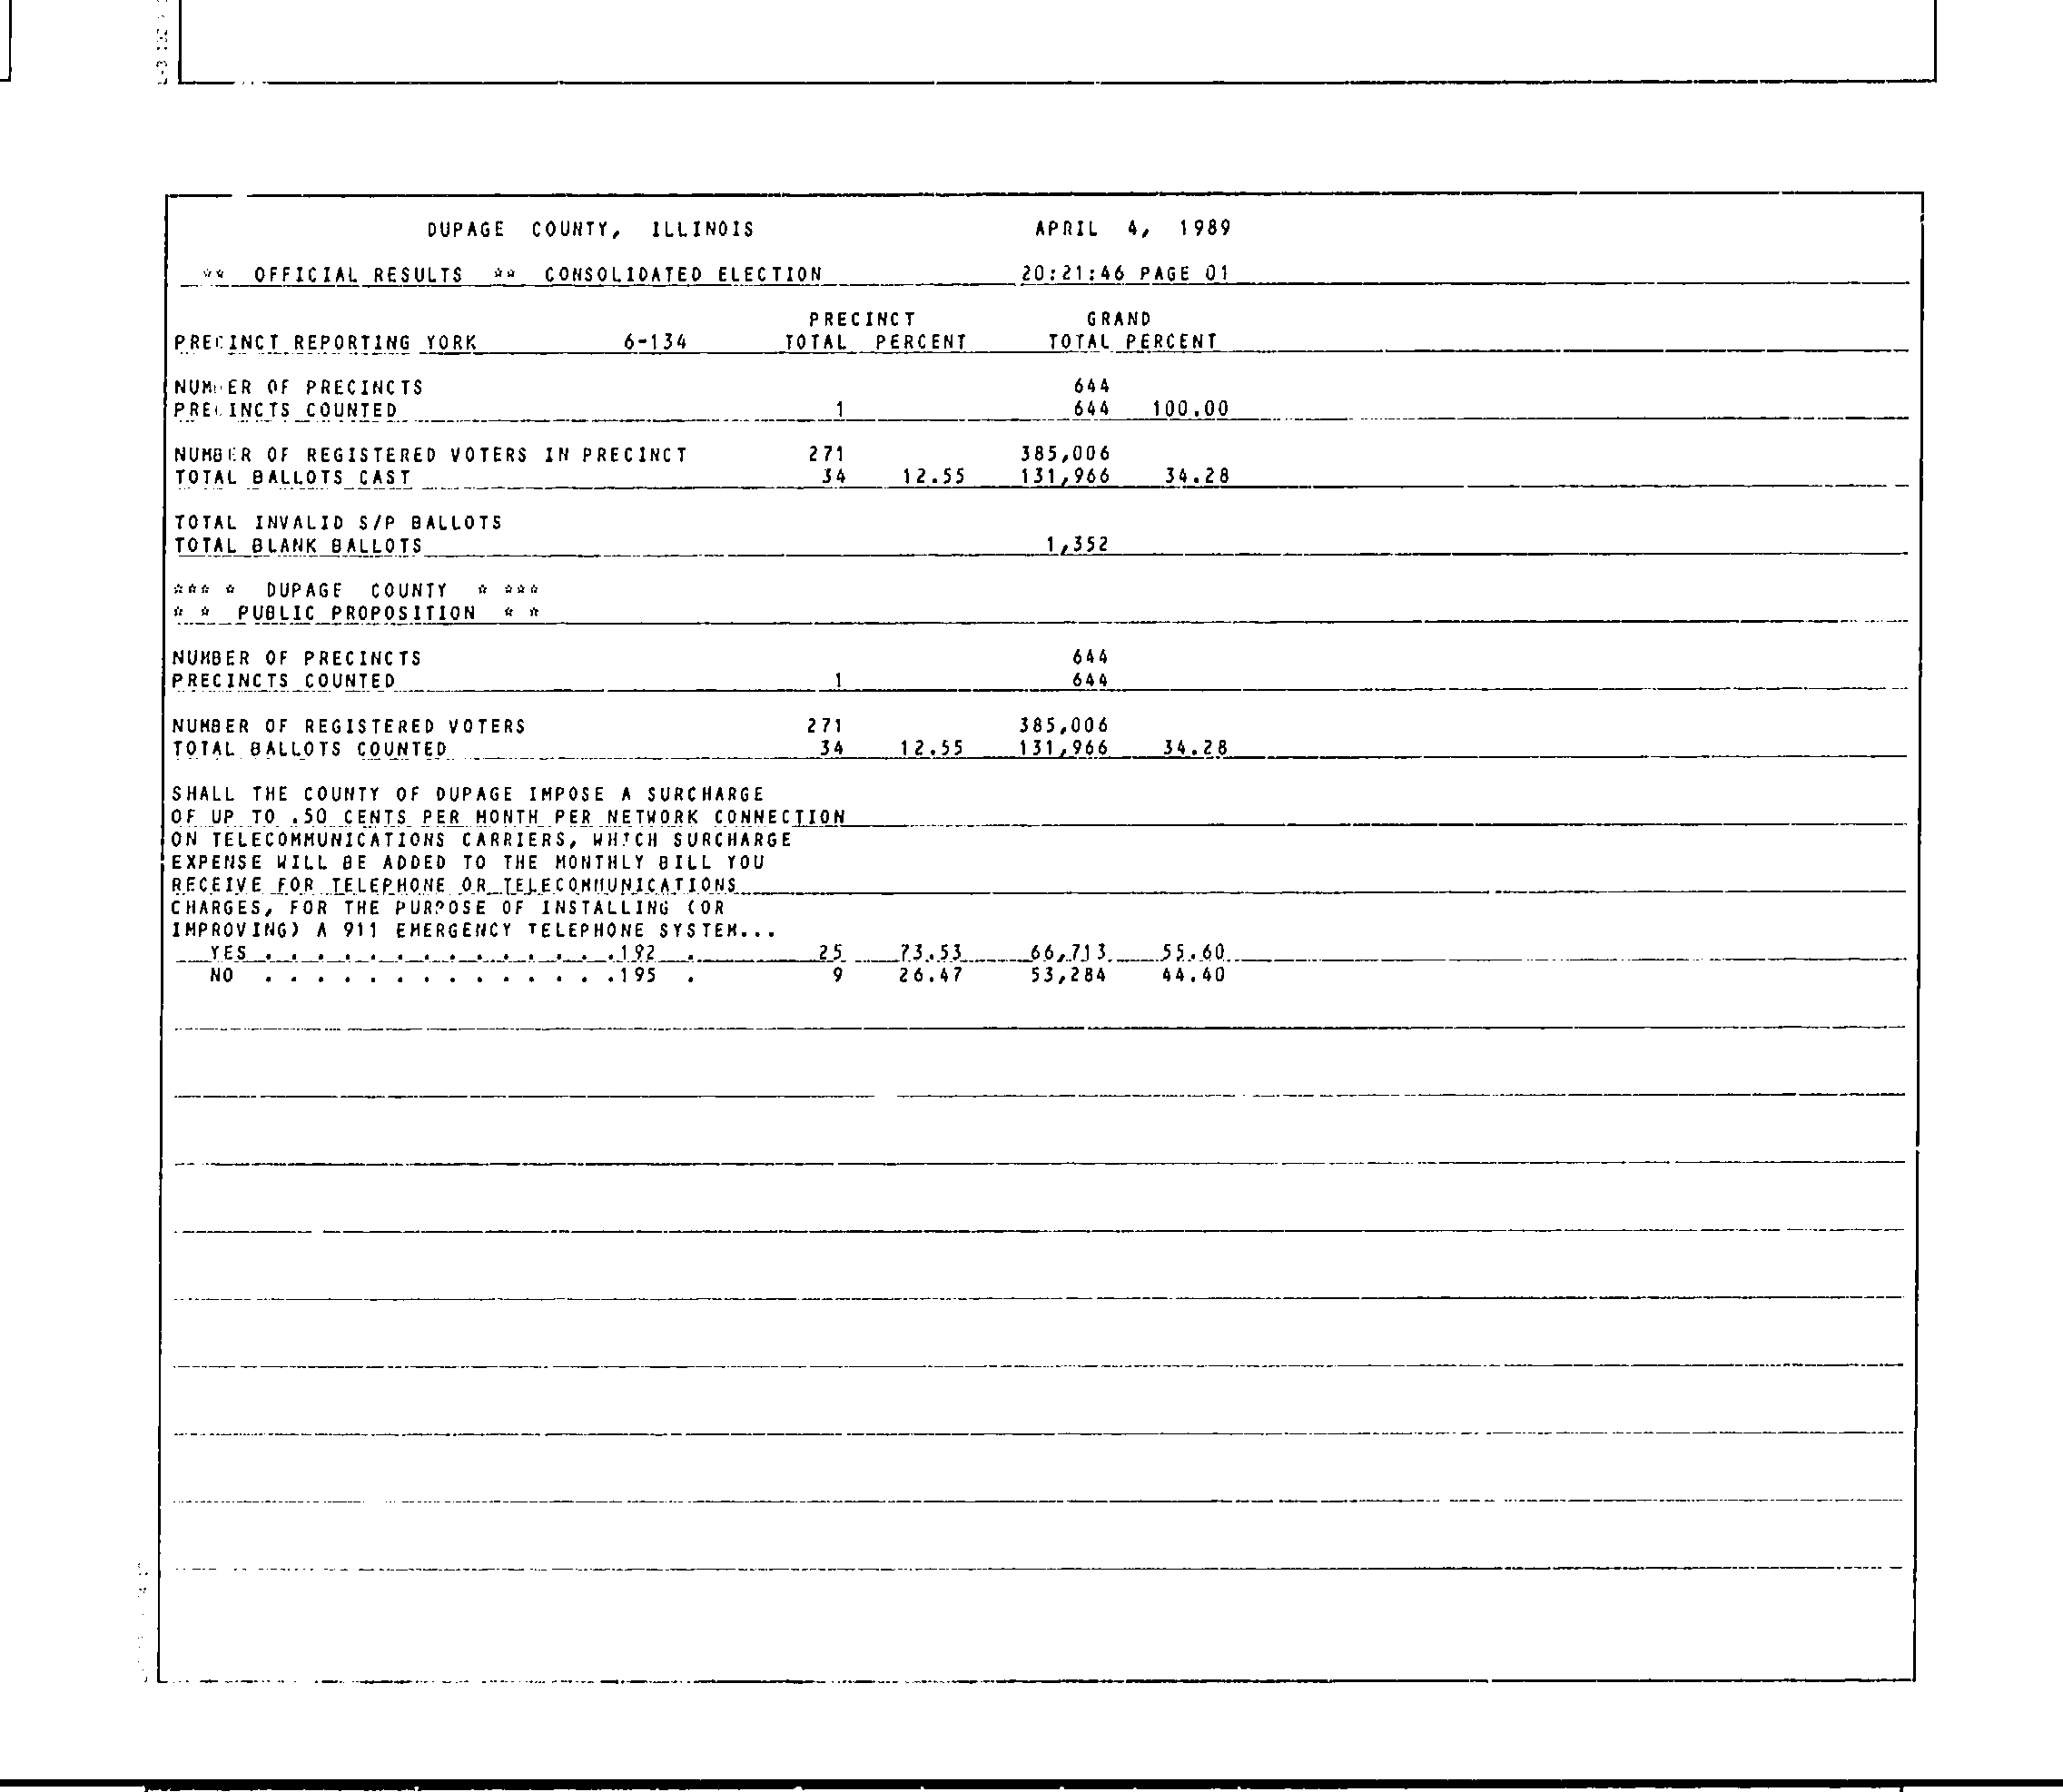 DUPAGE COUNTY, ILLINOIS APRIL 4, 1989
** OFFICIAL RESULTS ** CONSOLIDATED ELECTION 20:21:46 PAGE 01
PRECINCT GRAND
PRECINCT REPORTING YORK 6-134 TOTAL PERCENT TOTAL PERCENT
NUMBER OF PRECINCTS 644
PRECINCTS COUNTED 1 644 100.00
NUMBER OF REGISTERED VOTERS IN PRECINCT 271 385,006
TOTAL BALLOTS CAST 34 12.55 131,966 34.28
TOTAL INVALID S/P BALLOTS
TOTAL BLANK BALLOTS 1,352
*** * DUPAGE COUNTY * ***
* * PUBLIC PROPOSITION * *
NUMBER OF PRECINCTS 644
PRECINCTS COUNTED 1 644
NUMBER OF REGISTERED VOTERS 271 385,006
TOTAL BALLOTS COUNTED 34 12.55 131,966 34.28
SHALL THE COUNTY OF DUPAGE IMPOSE A SURCHARGE
OF UP TO .50 CENTS PER MONTH PER NETWORK CONNECTION
ON TELECOMMUNICATIONS CARRIERS, WHICH SURCHARGE
EXPENSE WILL BE ADDED TO THE MONTHLY BILL YOU
RECEIVE FOR TELEPHONE OR TELECOMMUNICATIONS
CHARGES, FOR THE PURPOSE OF INSTALLING (OR
IMPROVING) A 911 EMERGENCY TELEPHONE SYSTEM...
YES . . . . . . . . . . . . . .192 . 25 73.53 66,713 55.60
NO . . . . . . . . . . . . . .195 . 9 26.47 53,284 44.40